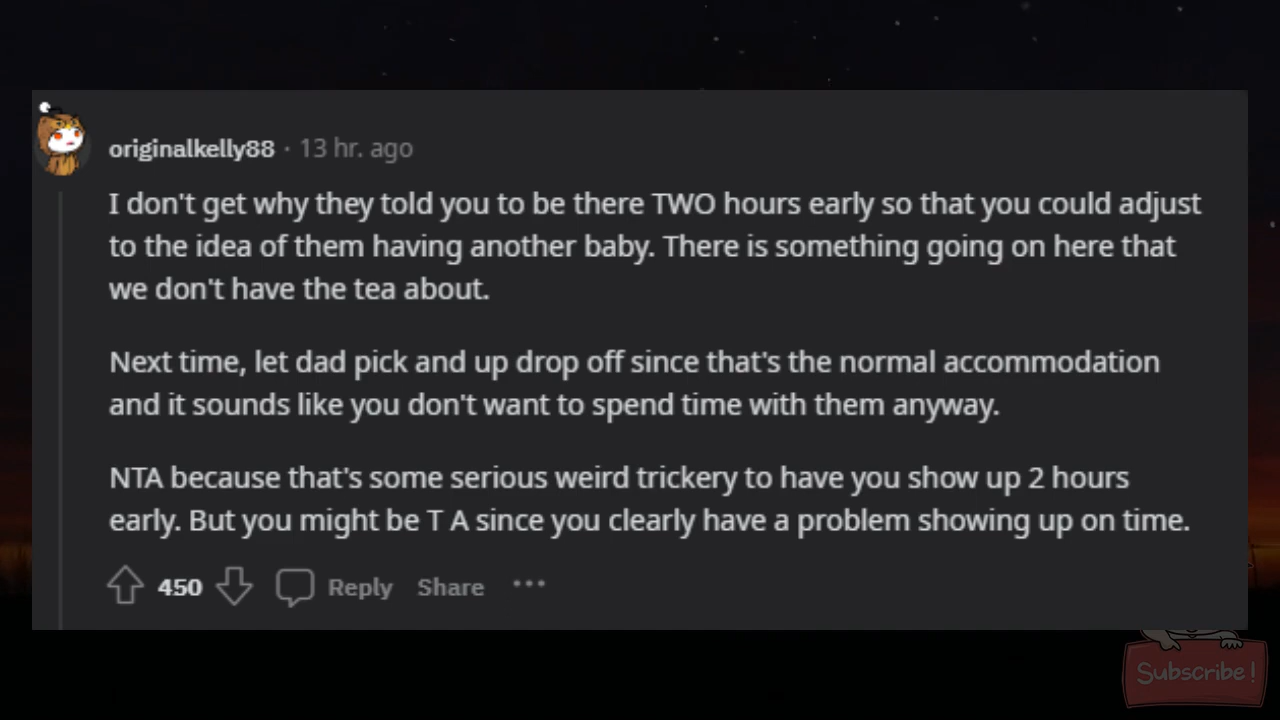 originalkelly88 · 13 hr. ago
I don't get why they told you to be there TWO hours early so that you could adjust
to the idea of them having another baby. There is something going on here that
we don't have the tea about.
Next time, let dad pick and up drop off since that's the normal accommodation
and it sounds like you don't want to spend time with them anyway.
NTA because that's some serious weird trickery to have you show up 2 hours
early. But you might be T A since you clearly have a problem showing up on time.
450 Reply Share ···
Subscribe!